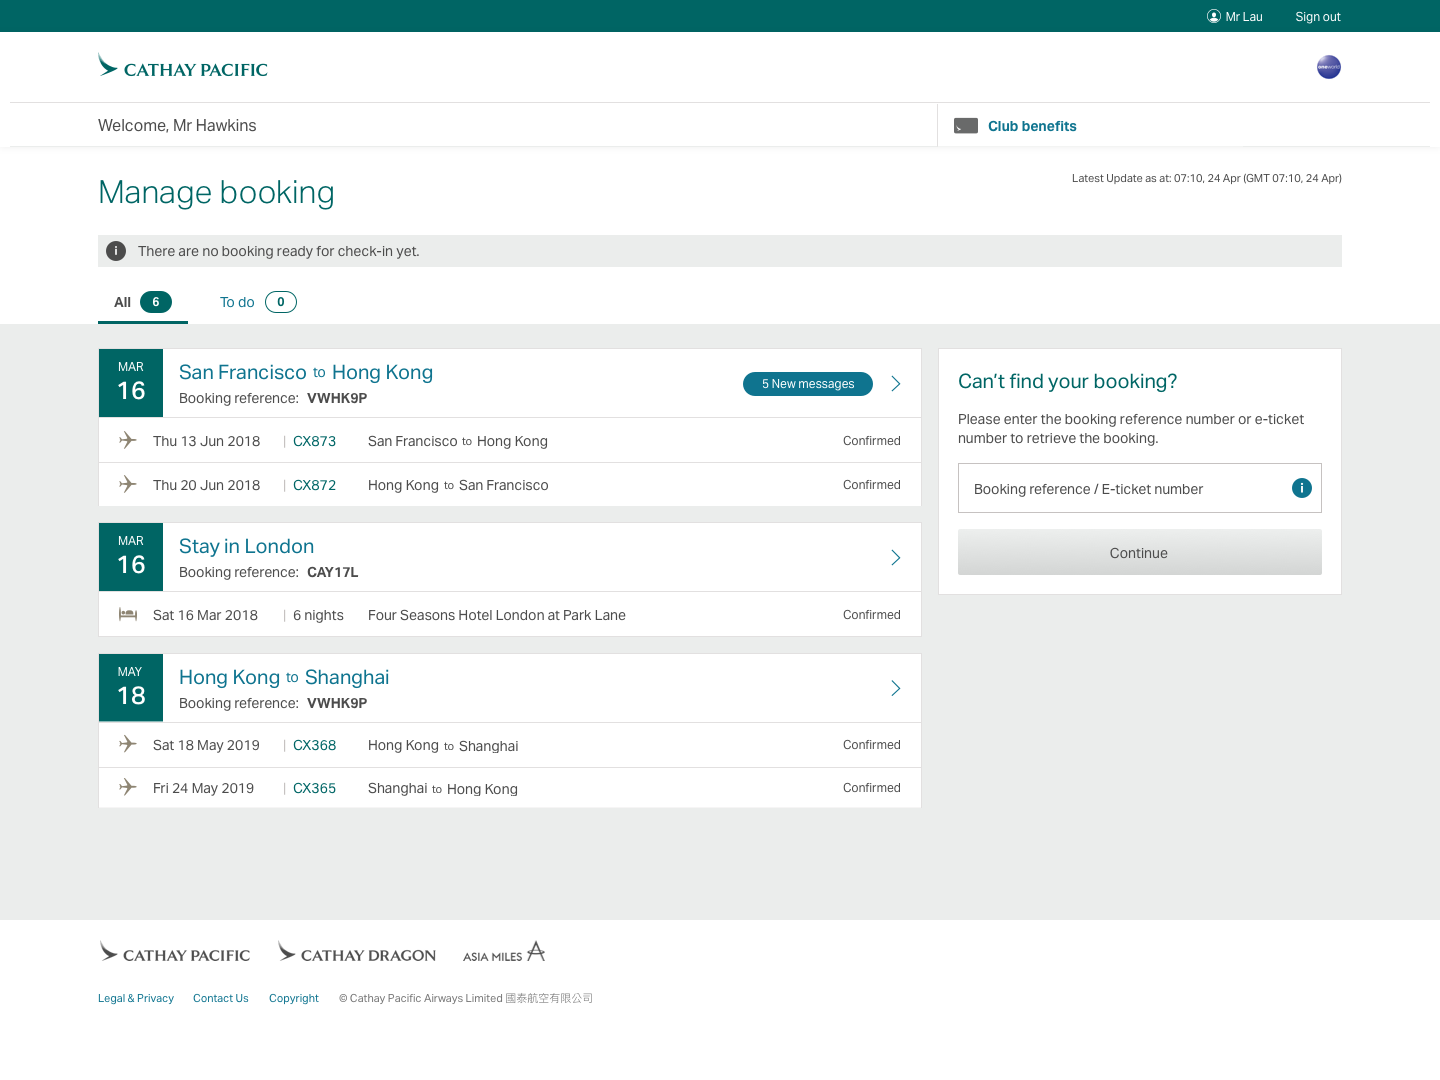 Mr Lau Sign out
CATHAY PACIFIC
oneworld
Welcome, Mr Hawkins
Club benefits
Manage booking
Latest Update as at: 07:10, 24 Apr (GMT 07:10, 24 Apr)
i There are no booking ready for check-in yet.
All 6
To do 0
MAR
16
San Francisco to Hong Kong
Booking reference: VWHK9P
5 New messages
Thu 13 Jun 2018 | CX873 San Francisco to Hong Kong Confirmed
Thu 20 Jun 2018 | CX872 Hong Kong to San Francisco Confirmed
MAR
16
Stay in London
Booking reference: CAY17L
Sat 16 Mar 2018 | 6 nights Four Seasons Hotel London at Park Lane Confirmed
MAY
18
Hong Kong to Shanghai
Booking reference: VWHK9P
Sat 18 May 2019 | CX368 Hong Kong to Shanghai Confirmed
Fri 24 May 2019 | CX365 Shanghai to Hong Kong Confirmed
Can’t find your booking?
Please enter the booking reference number or e-ticket
number to retrieve the booking.
Booking reference / E-ticket number i
Continue
CATHAY PACIFIC CATHAY DRAGON ASIA MILES
Legal & Privacy Contact Us Copyright © Cathay Pacific Airways Limited 國泰航空有限公司